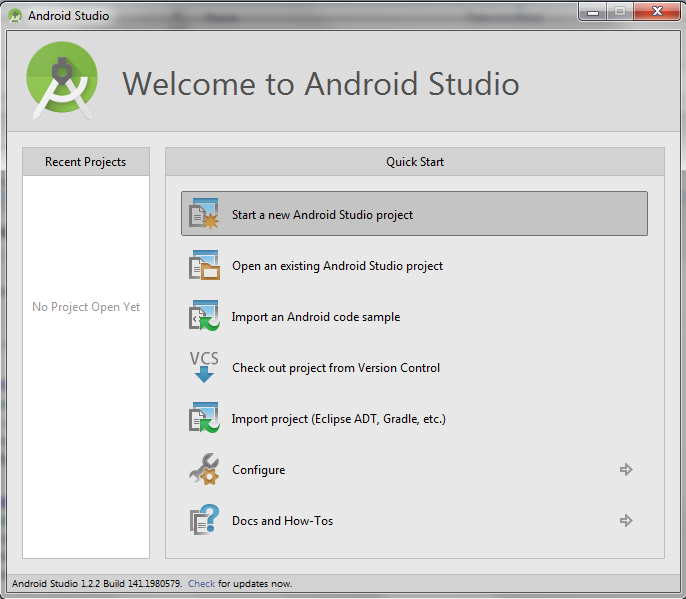 Android Studio
Welcome to Android Studio
Recent Projects
No Project Open Yet
Quick Start
Start a new Android Studio project
Open an existing Android Studio project
Import an Android code sample
VCS
Check out project from Version Control
Import project (Eclipse ADT, Gradle, etc.)
Configure
Docs and How-Tos
Android Studio 1.2.2 Build 141.1980579. Check for updates now.